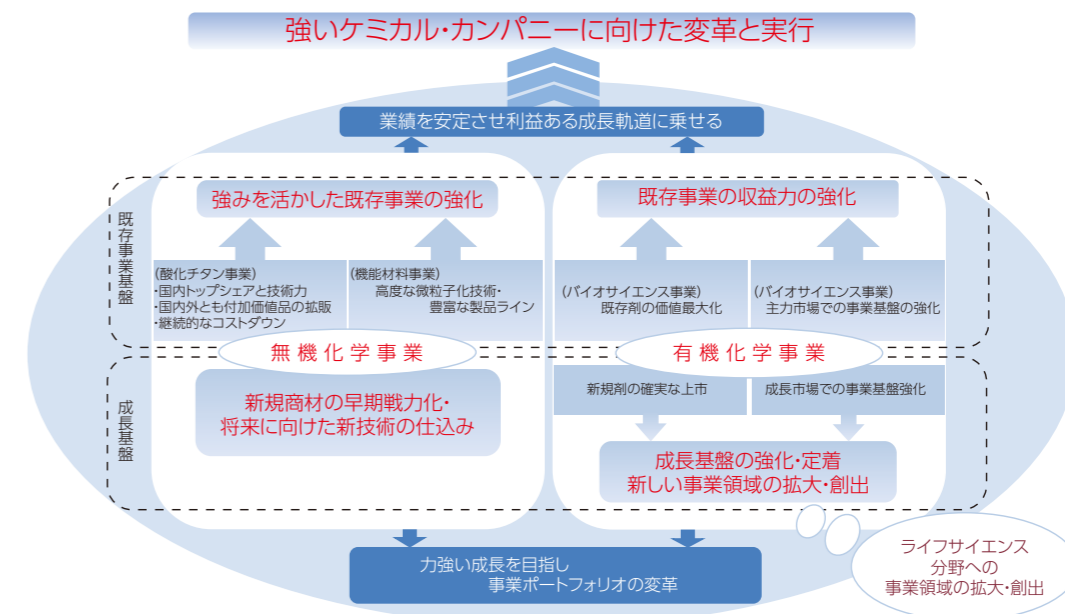 強いケミカル・カンパニーに向けた変革と実行
業績を安定させ利益ある成長軌道に乗せる
既存事業基盤
強みを活かした既存事業の強化
(酸化チタン事業)
・国内トップシェアと技術力
・国内外とも付加価値品の拡販
・継続的なコストダウン
(機能材料事業)
高度な微粒子化技術・
豊富な製品ライン
既存事業の収益力の強化
(バイオサイエンス事業)
既存剤の価値最大化
(バイオサイエンス事業)
主力市場での事業基盤の強化
無機化学事業
有機化学事業
成長基盤
新規商材の早期戦力化・
将来に向けた新技術の仕込み
新規剤の確実な上市
成長市場での事業基盤強化
成長基盤の強化・定着
新しい事業領域の拡大・創出
力強い成長を目指し
事業ポートフォリオの変革
ライフサイエンス
分野への
事業領域の拡大・創出